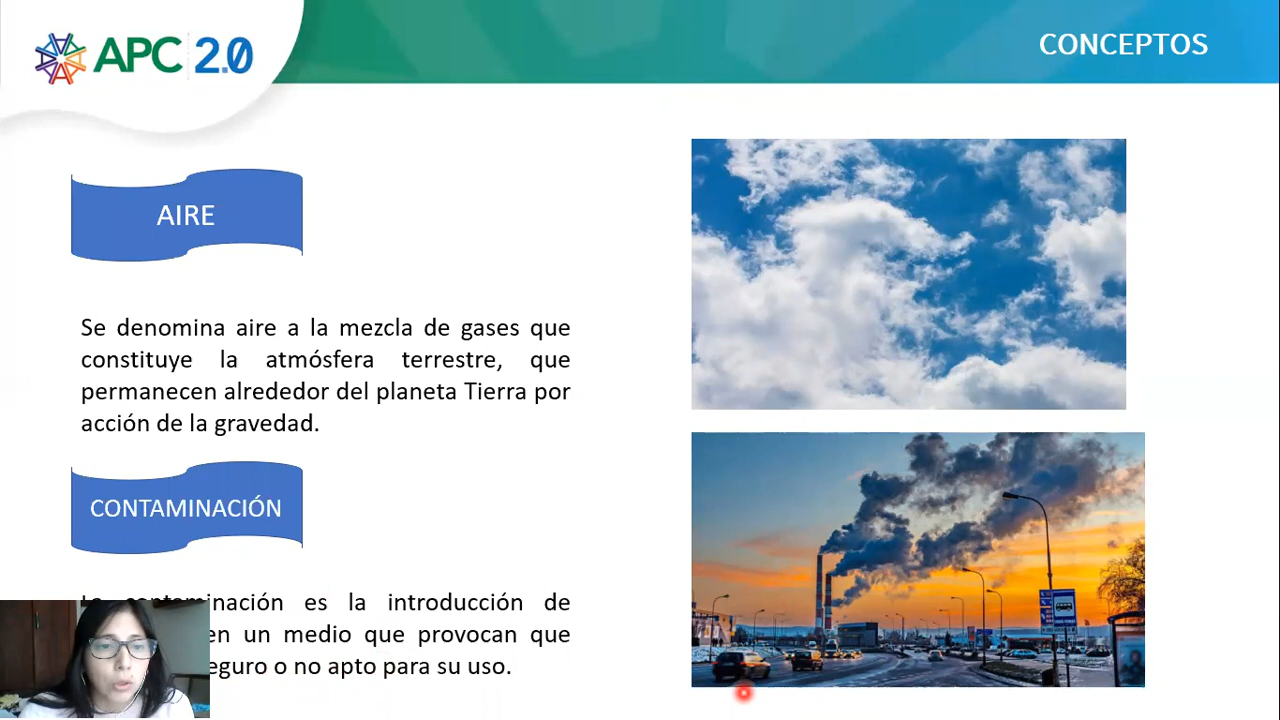 APC 2.0
CONCEPTOS
AIRE
Se denomina aire a la mezcla de gases que
constituye la atmósfera terrestre, que
permanecen alrededor del planeta Tierra por
acción de la gravedad.
CONTAMINACIÓN
La contaminación es la introducción de
en un medio que provocan que
eguro o no apto para su uso.